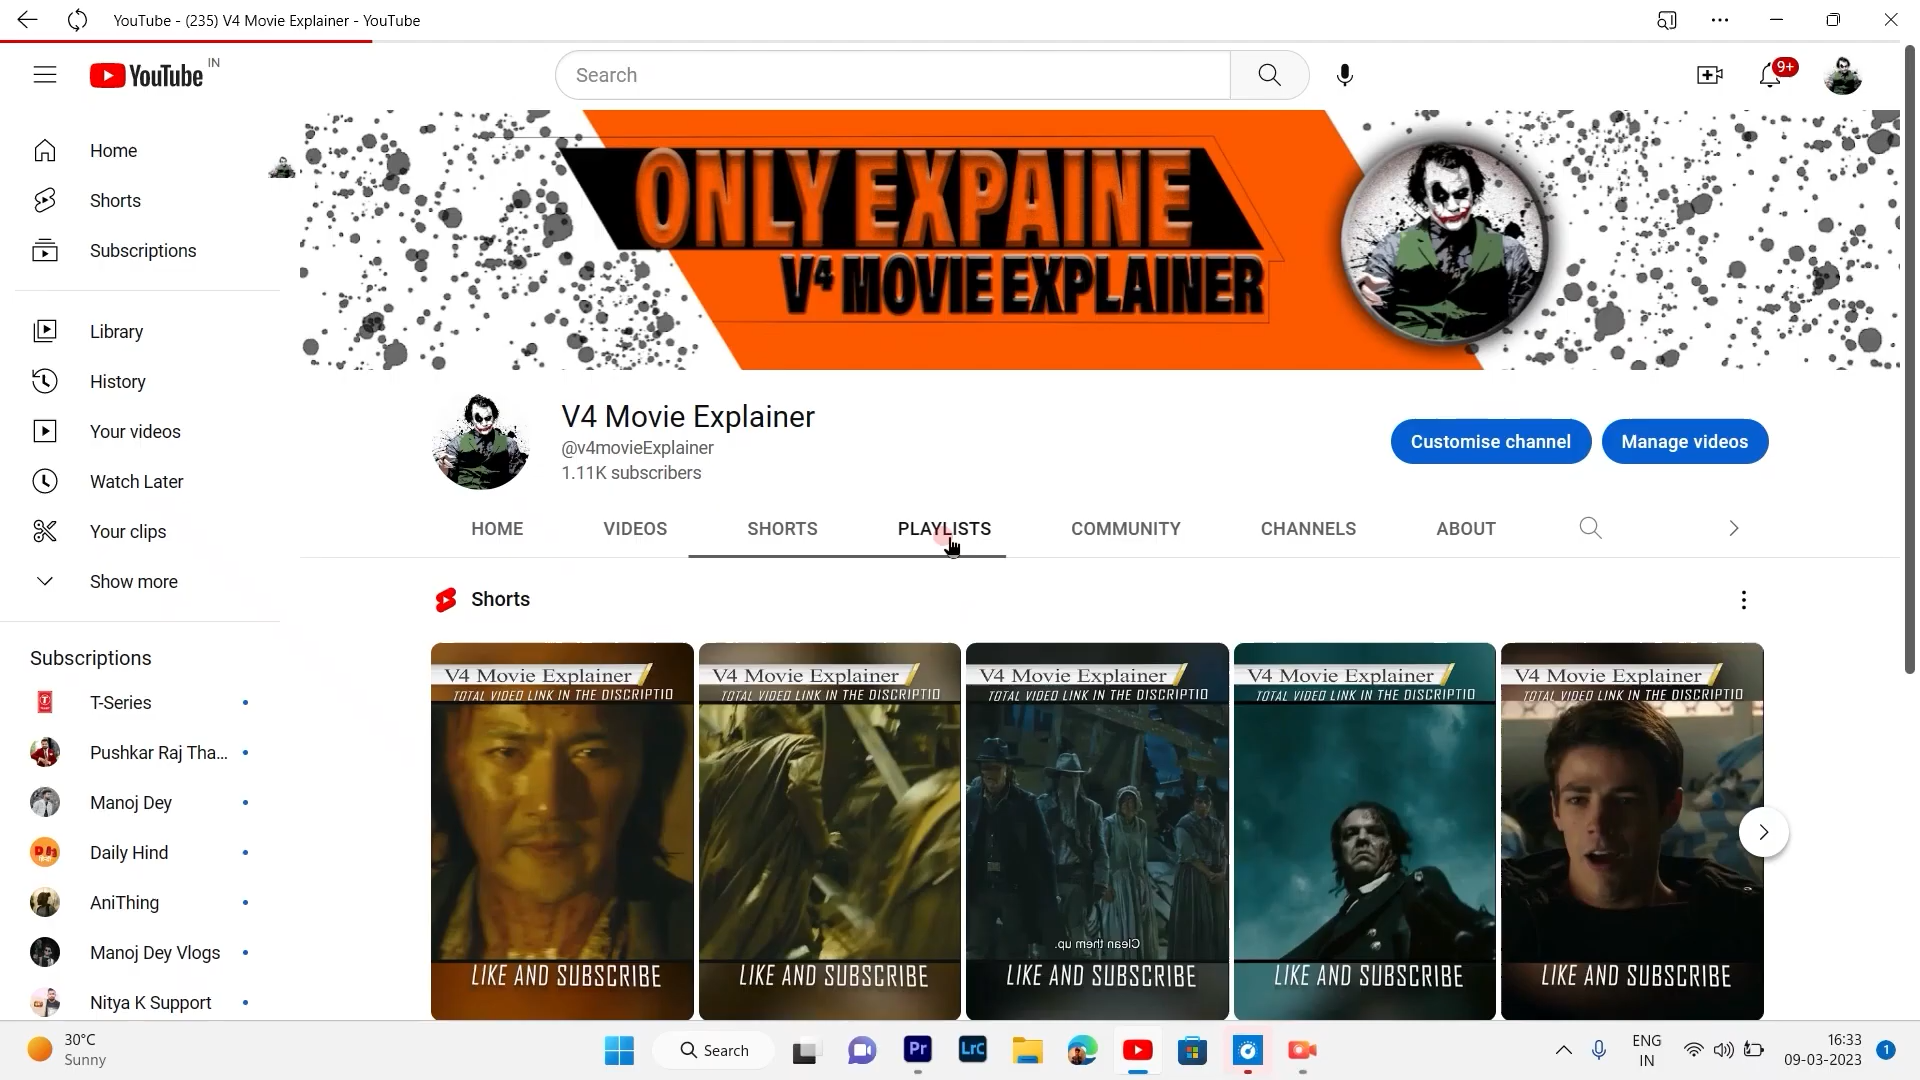 YouTube - (235) V4 Movie Explainer - YouTube
YouTube IN
Search
9+
Home
Shorts
Subscriptions
Library
History
Your videos
Watch Later
Your clips
Show more
Subscriptions
T-Series
Pushkar Raj Tha...
Manoj Dey
Daily Hind
AniThing
Manoj Dey Vlogs
Nitya K Support
ONLY EXPAINE
V4 MOVIE EXPLAINER
V4 Movie Explainer
@v4movieExplainer
1.11K subscribers
Customise channel
Manage videos
HOME VIDEOS SHORTS PLAYLISTS COMMUNITY CHANNELS ABOUT
Shorts
V4 Movie Explainer
TOTAL VIDEO LINK IN THE DISCRIPTIO
LIKE AND SUBSCRIBE
V4 Movie Explainer
TOTAL VIDEO LINK IN THE DISCRIPTIO
LIKE AND SUBSCRIBE
V4 Movie Explainer
TOTAL VIDEO LINK IN THE DISCRIPTIO
Clean them up.
LIKE AND SUBSCRIBE
V4 Movie Explainer
TOTAL VIDEO LINK IN THE DISCRIPTIO
LIKE AND SUBSCRIBE
V4 Movie Explainer
TOTAL VIDEO LINK IN THE DISCRIPTIO
LIKE AND SUBSCRIBE
30°C
Sunny
Search
Pr
LrC
ENG
IN
16:33
09-03-2023
1